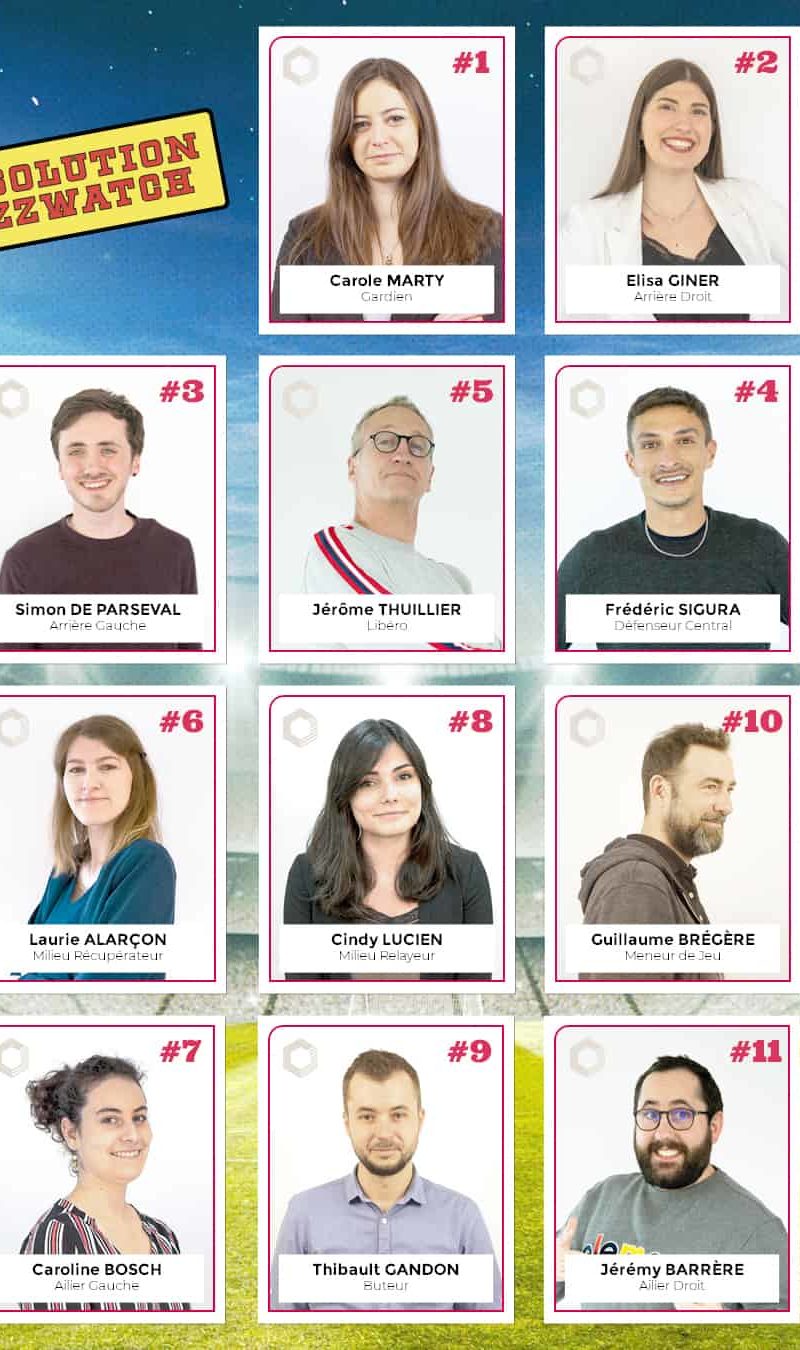 SOLUTION
ZZWATCH
#1
Carole MARTY
Gardien
#2
Elisa GINER
Arrière Droit
#3
Simon DE PARSEVAL
Arrière Gauche
#5
Jérôme THUILLIER
Libéro
#4
Frédéric SIGURA
Défenseur Central
#6
Laurie ALARÇON
Milieu Récupérateur
#8
Cindy LUCIEN
Milieu Relayeur
#10
Guillaume BRÉGÈRE
Meneur de Jeu
#7
Caroline BOSCH
Ailier Gauche
#9
Thibault GANDON
Buteur
#11
Jérémy BARRÈRE
Ailier Droit